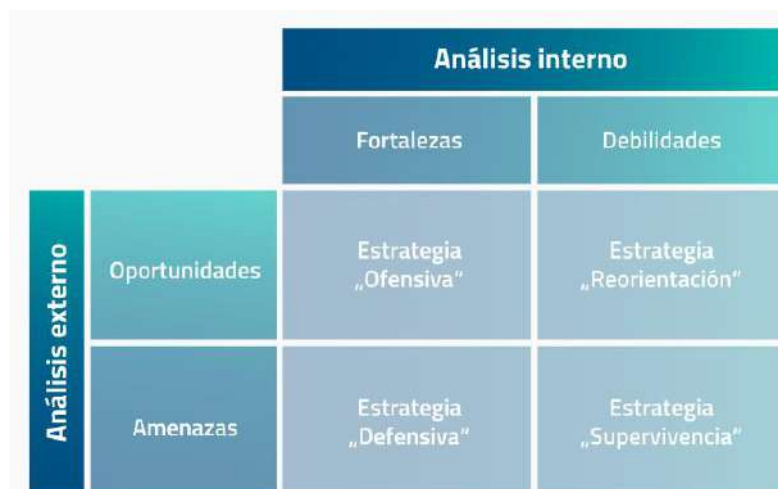 Análisis interno
Fortalezas
Debilidades
Análisis externo
Oportunidades
Estrategia
„Ofensiva“
Estrategia
„Reorientación“
Amenazas
Estrategia
„Defensiva“
Estrategia
„Supervivencia“